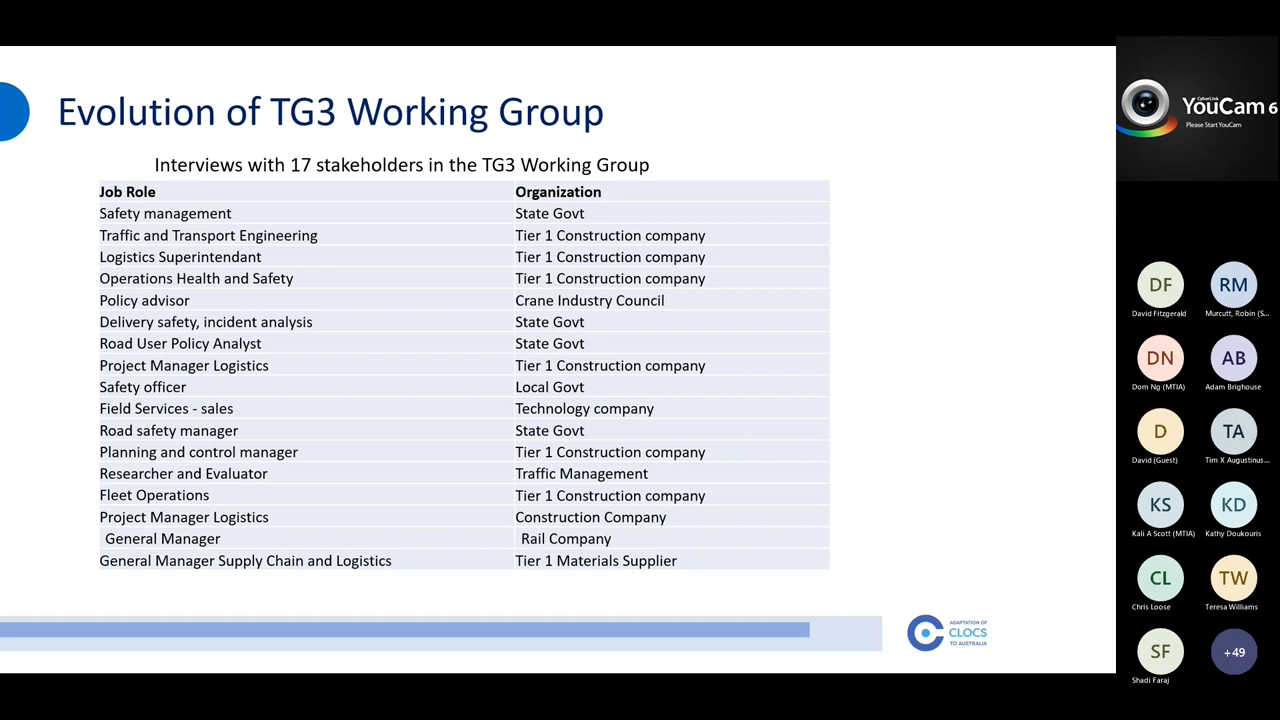 Evolution of TG3 Working Group
Interviews with 17 stakeholders in the TG3 Working Group
Job Role Organization
Safety management State Govt
Traffic and Transport Engineering Tier 1 Construction company
Logistics Superintendant Tier 1 Construction company
Operations Health and Safety Tier 1 Construction company
Policy advisor Crane Industry Council
Delivery safety, incident analysis State Govt
Road User Policy Analyst State Govt
Project Manager Logistics Tier 1 Construction company
Safety officer Local Govt
Field Services - sales Technology company
Road safety manager State Govt
Planning and control manager Tier 1 Construction company
Researcher and Evaluator Traffic Management
Fleet Operations Tier 1 Construction company
Project Manager Logistics Construction Company
General Manager Rail Company
General Manager Supply Chain and Logistics Tier 1 Materials Supplier
ADAPTATION OF
CLOCS
TO AUSTRALIA
CyberLink
YouCam 6
Please Start YouCam
DF RM
David Fitzgerald Murcutt, Robin (S...
DN AB
Dom Ng (MTIA) Adam Brighouse
D TA
David (Guest) Tim X Augustinus...
KS KD
Kali A Scott (MTIA) Kathy Doukouris
CL TW
Chris Loose Teresa Williams
SF +49
Shadi Faraj